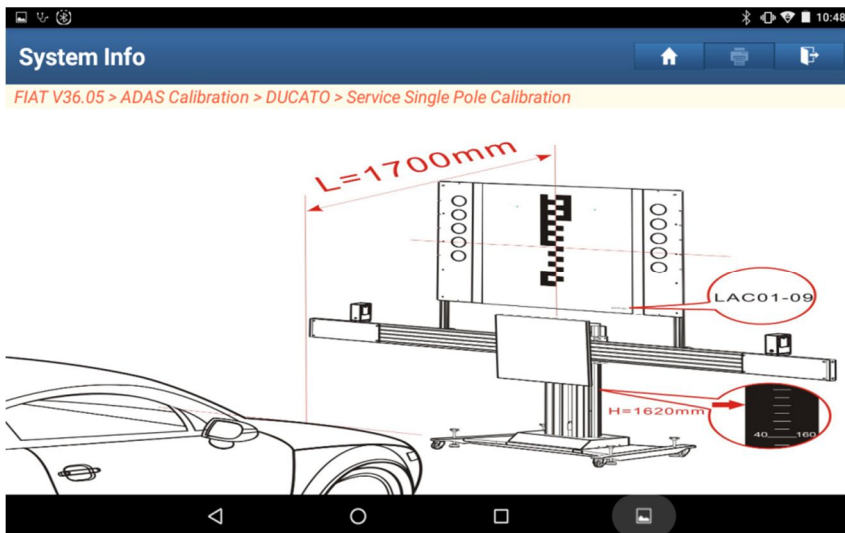 10:48
System Info
FIAT V36.05 > ADAS Calibration > DUCATO > Service Single Pole Calibration
L=1700mm
LAC01-09
H=1620mm
40 160